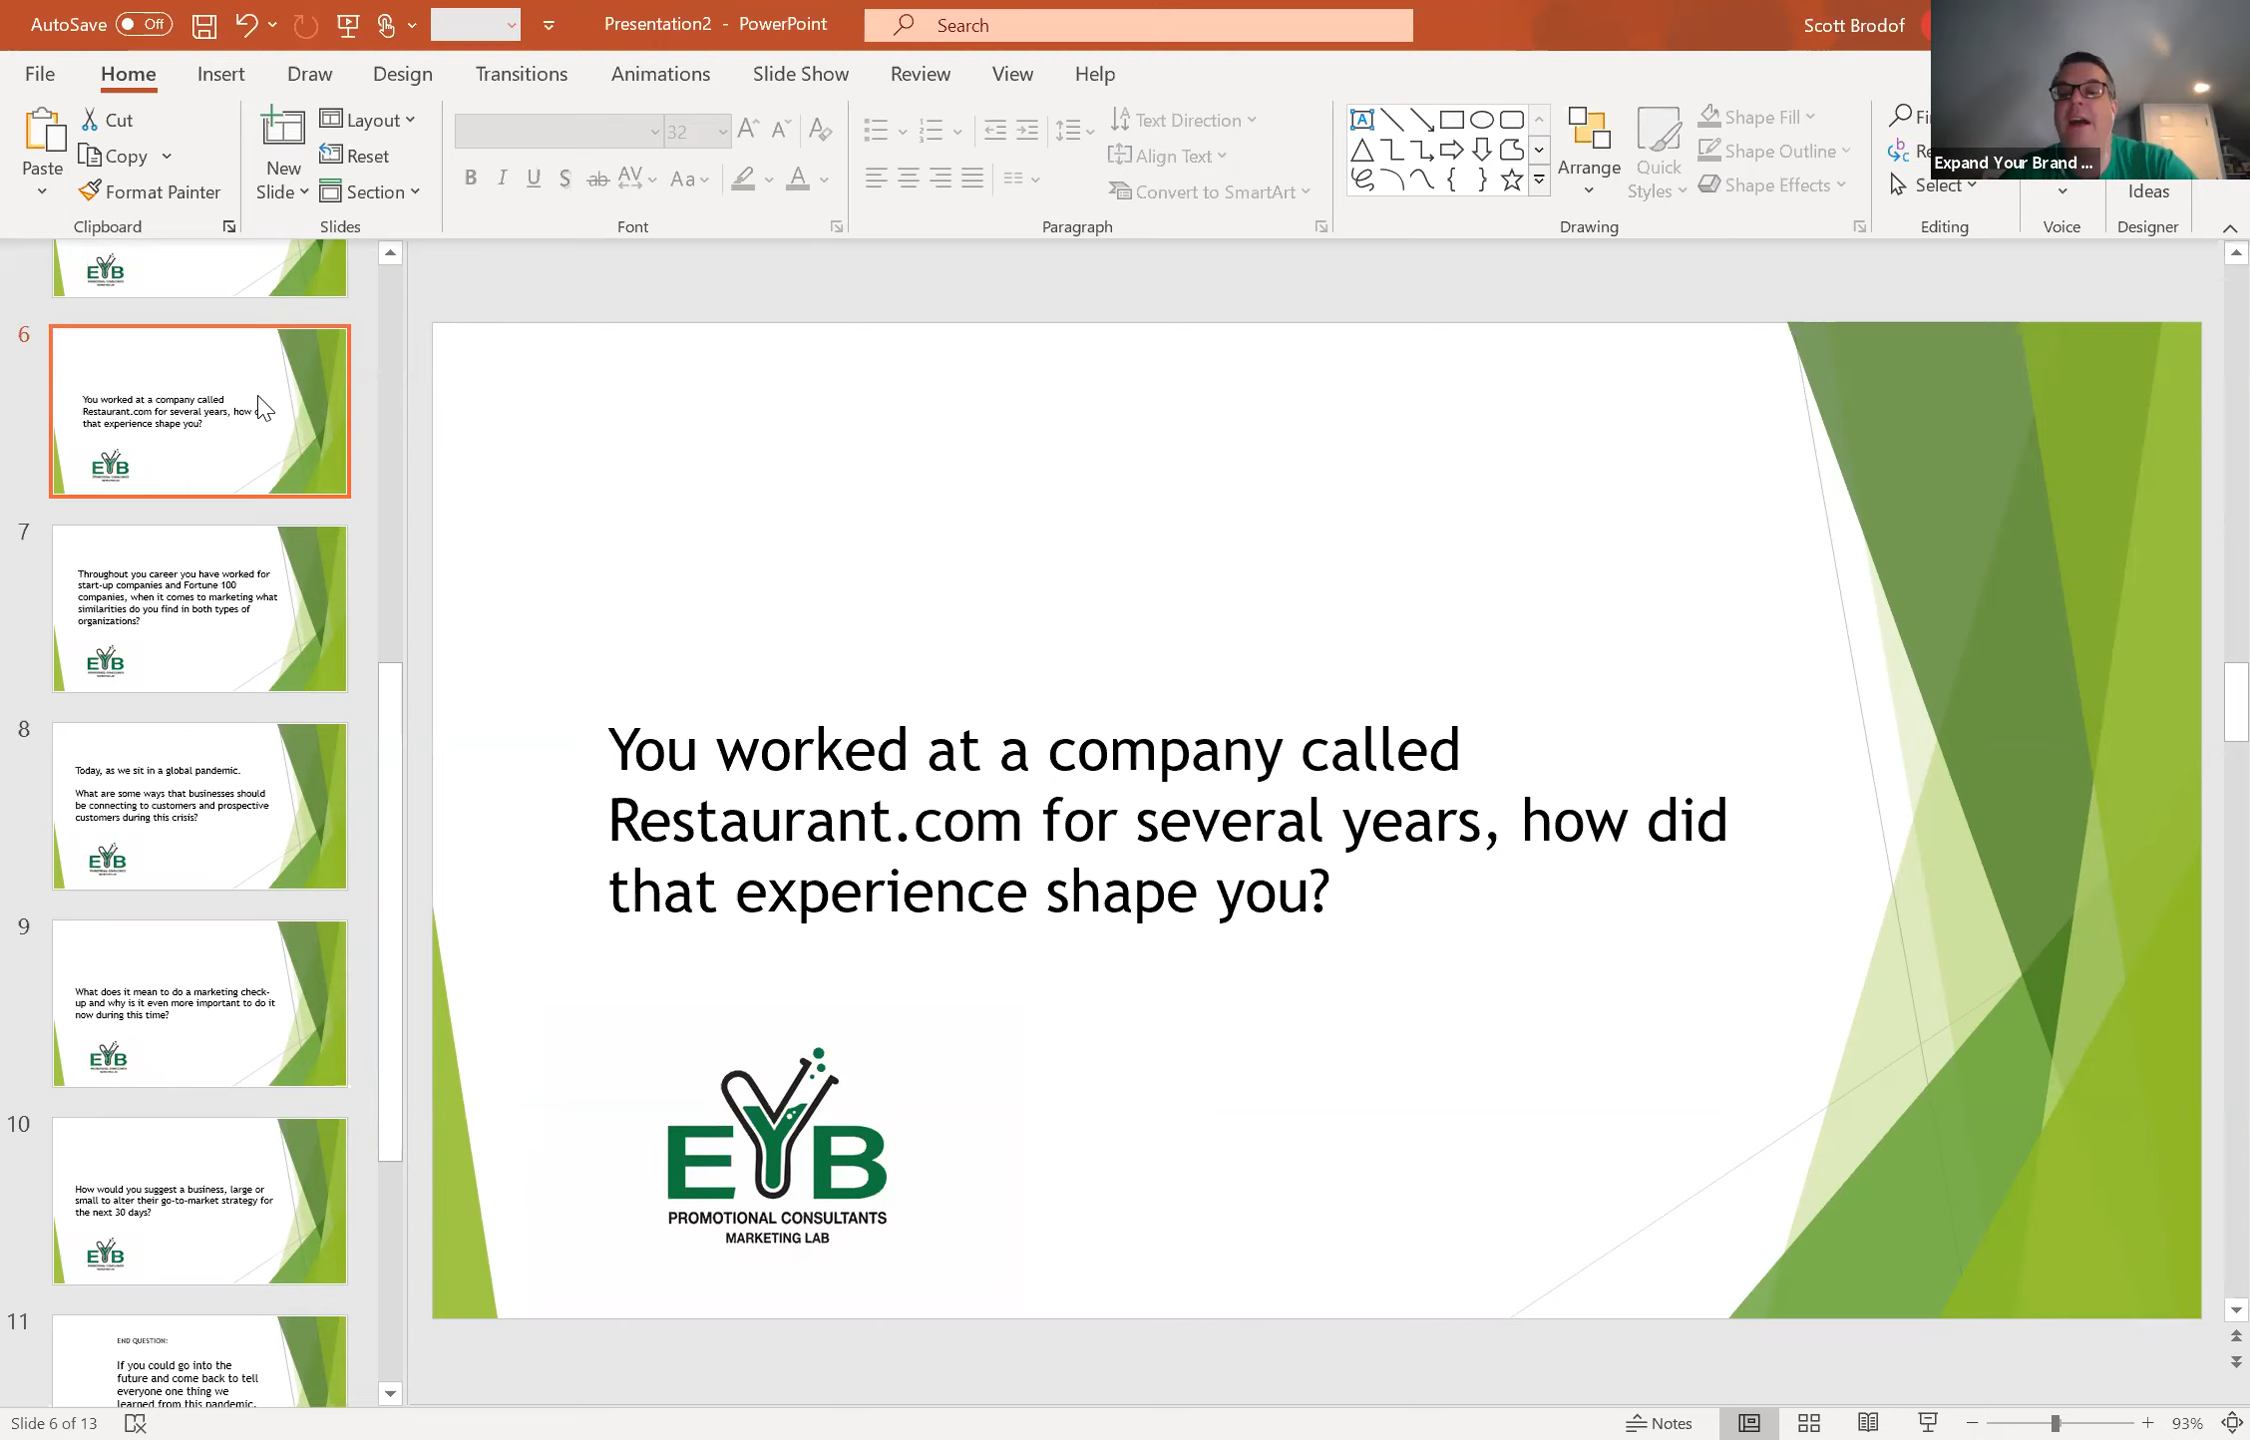 AutoSave Off
Presentation2 - PowerPoint
Search
Scott Brodof
File Home Insert Draw Design Transitions Animations Slide Show Review View Help
Paste
Cut
Copy
Format Painter
Clipboard
New
Slide
Layout
Reset
Section
Slides
32
B I U S ab AV Aa A
Font
Text Direction
Align Text
Convert to SmartArt
Paragraph
Arrange
Quick
Styles
Shape Fill
Shape Outline
Shape Effects
Drawing
Select
Editing
Voice
Ideas
Designer
Expand Your Brand ...
EYB
6
You worked at a company called
Restaurant.com for several years, how
that experience shape you?
EYB
7
Throughout you career you have worked for
start-up companies and Fortune 100
companies, when it comes to marketing what
similarities do you find in both types of
organizations?
EYB
8
Today, as we sit in a global pandemic.
What are some ways that businesses should
be connecting to customers and prospective
customers during this crisis?
EYB
9
What does it mean to do a marketing check-
up and why is it even more important to do it
now during this time?
EYB
10
How would you suggest a business, large or
small to alter their go-to-market strategy for
the next 30 days?
EYB
11
END QUESTION:
If you could go into the
future and come back to tell
everyone one thing we
learned from this pandemic,
You worked at a company called
Restaurant.com for several years, how did
that experience shape you?
EYB
PROMOTIONAL CONSULTANTS
MARKETING LAB
Slide 6 of 13
Notes
93%